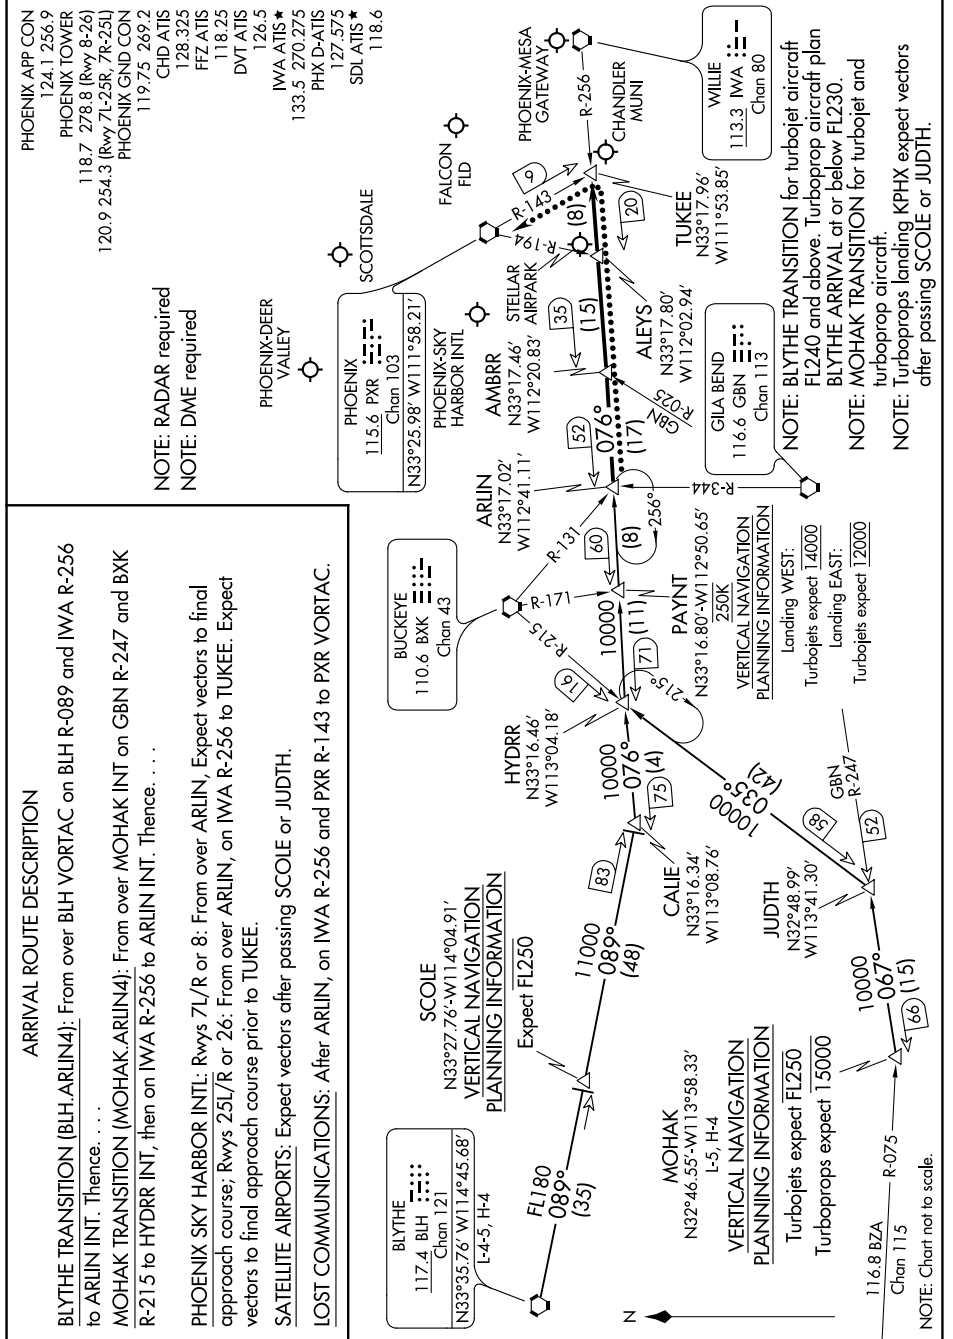 ARRIVAL ROUTE DESCRIPTION
BLYTHE TRANSITION (BLH.ARLIN4): From over BLH VORTAC on BLH R-089 and IWA R-256
to ARLIN INT. Thence. . . .
MOHAK TRANSITION (MOHAK.ARLIN4): From over MOHAK INT on GBN R-247 and BXK
R-215 to HYDRR INT, then on IWA R-256 to ARLIN INT. Thence. . . .
PHOENIX SKY HARBOR INTL: Rwys 7L/R or 8: From over ARLIN, Expect vectors to final
approach course; Rwys 25L/R or 26: From over ARLIN, on IWA R-256 to TUKEE. Expect
vectors to final approach course prior to TUKEE.
SATELLITE AIRPORTS: Expect vectors after passing SCOLE or JUDTH.
LOST COMMUNICATIONS: After ARLIN, on IWA R-256 and PXR R-143 to PXR VORTAC.
PHOENIX APP CON
124.1 256.9
PHOENIX TOWER
118.7 278.8 (Rwy 8-26)
120.9 254.3 (Rwy 7L-25R, 7R-25L)
PHOENIX GND CON
119.75 269.2
CHD ATIS
128.325
FFZ ATIS
118.25
DVT ATIS
126.5
IWA ATIS★
133.5 270.275
PHX D-ATIS
127.575
SDL ATIS★
118.6
NOTE: RADAR required
NOTE: DME required
PHOENIX-DEER
VALLEY
SCOTTSDALE
FALCON
FLD
PHOENIX
115.6 PXR
Chan 103
N33°25.98' W111°58.21'
PHOENIX-SKY
HARBOR INTL
STELLAR
AIRPARK
PHOENIX-MESA
GATEWAY
CHANDLER
MUNI
R-256
R-143
9
R-194
(8)
20
TUKEE
N33°17.96'
W111°53.85'
WILLIE
113.3 IWA
Chan 80
ALEYS
N33°17.80'
W112°02.94'
35
(15)
AMBRR
N33°17.46'
W112°20.83'
GBN
R-025
076°
(17)
52
ARLIN
N33°17.02'
W112°41.11'
256°
R-344
GILA BEND
116.6 GBN
Chan 113
BUCKEYE
110.6 BXK
Chan 43
R-131
R-171
R-215
16
60
(8)
PAYNT
N33°16.80'-W112°50.65'
250K
VERTICAL NAVIGATION
PLANNING INFORMATION
Landing WEST:
Turbojets expect 14000
Landing EAST:
Turbojets expect 12000
10000
(11)
71
215°
HYDRR
N33°16.46'
W113°04.18'
10000
076°
(4)
75
CALIE
N33°16.34'
W113°08.76'
83
11000
089°
(48)
SCOLE
N33°27.76'-W114°04.91'
VERTICAL NAVIGATION
PLANNING INFORMATION
Expect FL250
BLYTHE
117.4 BLH
Chan 121
N33°35.76' W114°45.68'
L-4-5, H-4
FL180
089°
(35)
10000
035°
(42)
58
GBN
R-247
52
JUDTH
N32°48.99'
W113°41.30'
10000
067°
(15)
66
MOHAK
N32°46.55'-W113°58.33'
L-5, H-4
VERTICAL NAVIGATION
PLANNING INFORMATION
Turbojets expect FL250
Turboprops expect 15000
R-075
116.8 BZA
Chan 115
N
NOTE: Chart not to scale.
NOTE: BLYTHE TRANSITION for turbojet aircraft
FL240 and above. Turboprop aircraft plan
BLYTHE ARRIVAL at or below FL230.
NOTE: MOHAK TRANSITION for turbojet and
turboprop aircraft.
NOTE: Turboprops landing KPHX expect vectors
after passing SCOLE or JUDTH.